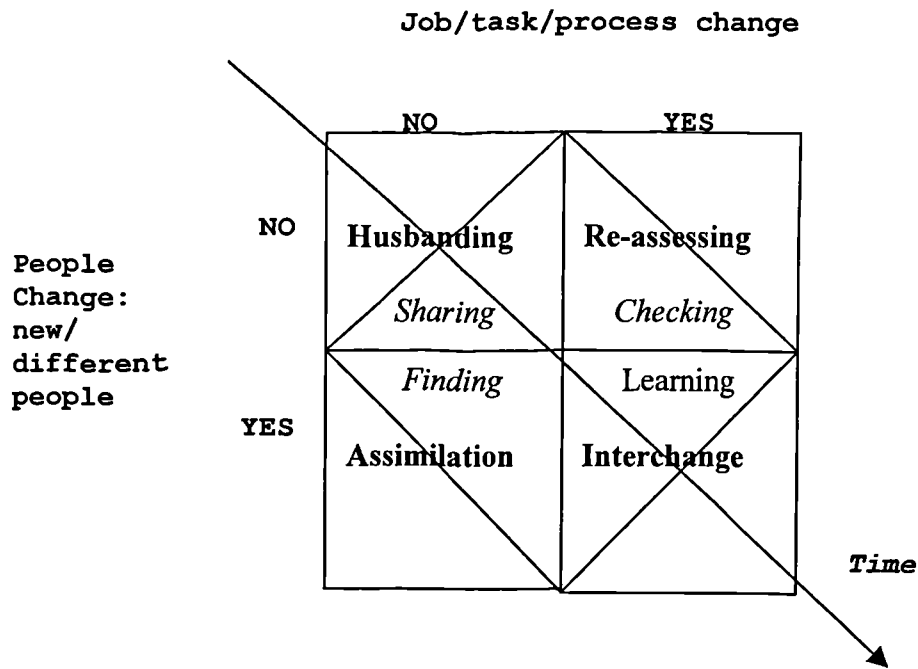 Job/task/process change
NO YES
NO
Husbanding Re-assessing
People
Change:
new/
different
people
Sharing Checking
Finding Learning
YES
Assimilation Interchange
Time